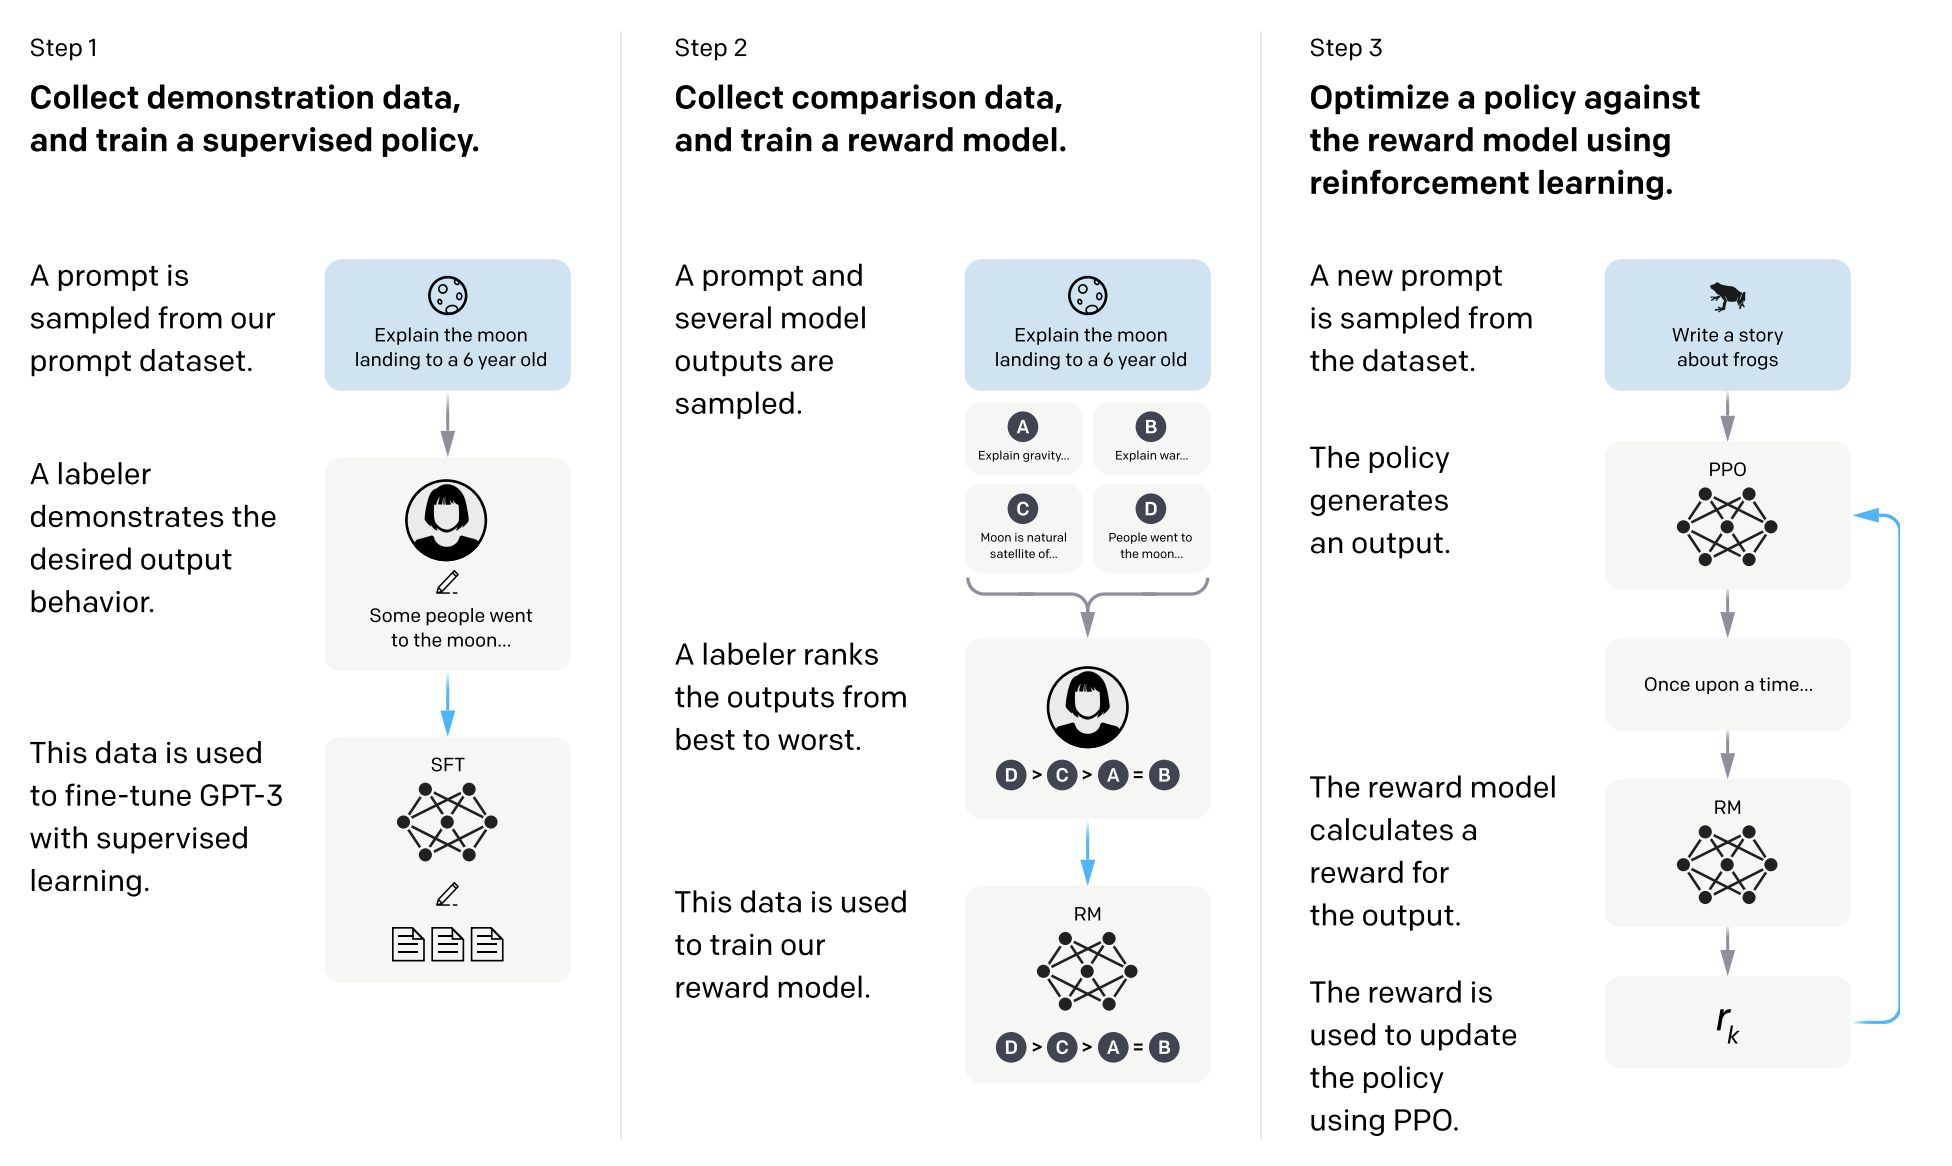 Step 1
Collect demonstration data,
and train a supervised policy.
A prompt is
sampled from our
prompt dataset.
Explain the moon
landing to a 6 year old
A labeler
demonstrates the
desired output
behavior.
Some people went
to the moon...
This data is used
to fine-tune GPT-3
with supervised
learning.
SFT
Step 2
Collect comparison data,
and train a reward model.
A prompt and
several model
outputs are
sampled.
Explain the moon
landing to a 6 year old
A
Explain gravity...
B
Explain war...
C
Moon is natural
satellite of...
D
People went to
the moon...
A labeler ranks
the outputs from
best to worst.
D > C > A = B
This data is used
to train our
reward model.
RM
D > C > A = B
Step 3
Optimize a policy against
the reward model using
reinforcement learning.
A new prompt
is sampled from
the dataset.
Write a story
about frogs
The policy
generates
an output.
PPO
Once upon a time...
The reward model
calculates a
reward for
the output.
RM
The reward is
used to update
the policy
using PPO.
r_k